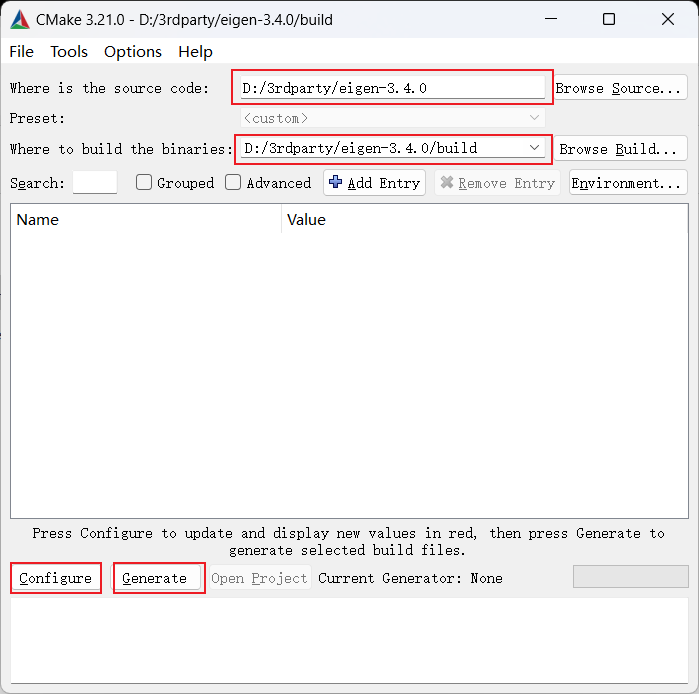 CMake 3.21.0 - D:/3rdparty/eigen-3.4.0/build
File Tools Options Help
Where is the source code: D:/3rdparty/eigen-3.4.0 Browse Source...
Preset: <custom>
Where to build the binaries: D:/3rdparty/eigen-3.4.0/build Browse Build...
Search: Grouped Advanced Add Entry Remove Entry Environment...
Name Value
Press Configure to update and display new values in red, then press Generate to
generate selected build files.
Configure Generate Open Project Current Generator: None